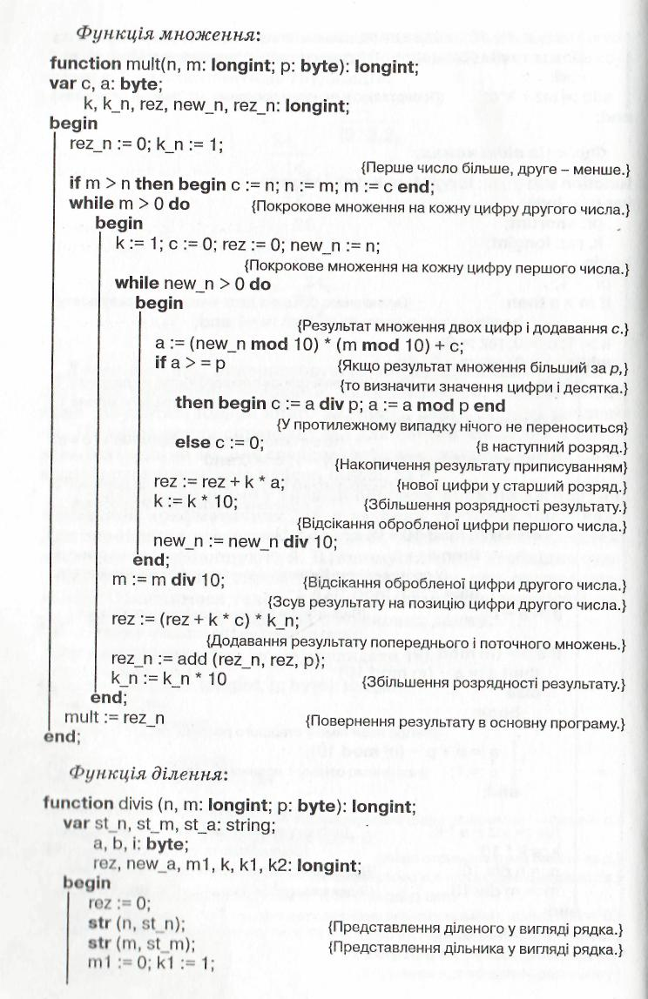 Функція множення:
function mult(n, m: longint; p: byte): longint;
var c, a: byte;
k, k_n, rez, new_n, rez_n: longint;
begin
rez_n := 0; k_n := 1;
{Перше число більше, друге – менше.}
if m > n then begin c := n; n := m; m := c end;
while m > 0 do {Покрокове множення на кожну цифру другого числа.}
begin
k := 1; c := 0; rez := 0; new_n := n;
{Покрокове множення на кожну цифру першого числа.}
while new_n > 0 do
begin
{Результат множення двох цифр і додавання c.}
a := (new_n mod 10) * (m mod 10) + c;
if a > = p {Якщо результат множення більший за p,}
{то визначити значення цифри і десятка.}
then begin c := a div p; a := a mod p end
{У протилежному випадку нічого не переноситься}
else c := 0; {в наступний розряд.}
{Накопичення результату приписуванням}
rez := rez + k * a; {нової цифри у старший розряд.}
k := k * 10; {Збільшення розрядності результату.}
{Відсікання обробленої цифри першого числа.}
new_n := new_n div 10;
end;
m := m div 10; {Відсікання обробленої цифри другого числа.}
{Зсув результату на позицію цифри другого числа.}
rez := (rez + k * c) * k_n;
{Додавання результату попереднього і поточного множень.}
rez_n := add (rez_n, rez, p);
k_n := k_n * 10 {Збільшення розрядності результату.}
end;
mult := rez_n {Повернення результату в основну програму.}
end;
Функція ділення:
function divis (n, m: longint; p: byte): longint;
var st_n, st_m, st_a: string;
a, b, i: byte;
rez, new_a, m1, k, k1, k2: longint;
begin
rez := 0;
str (n, st_n); {Представлення діленого у вигляді рядка.}
str (m, st_m); {Представлення дільника у вигляді рядка.}
m1 := 0; k1 := 1;